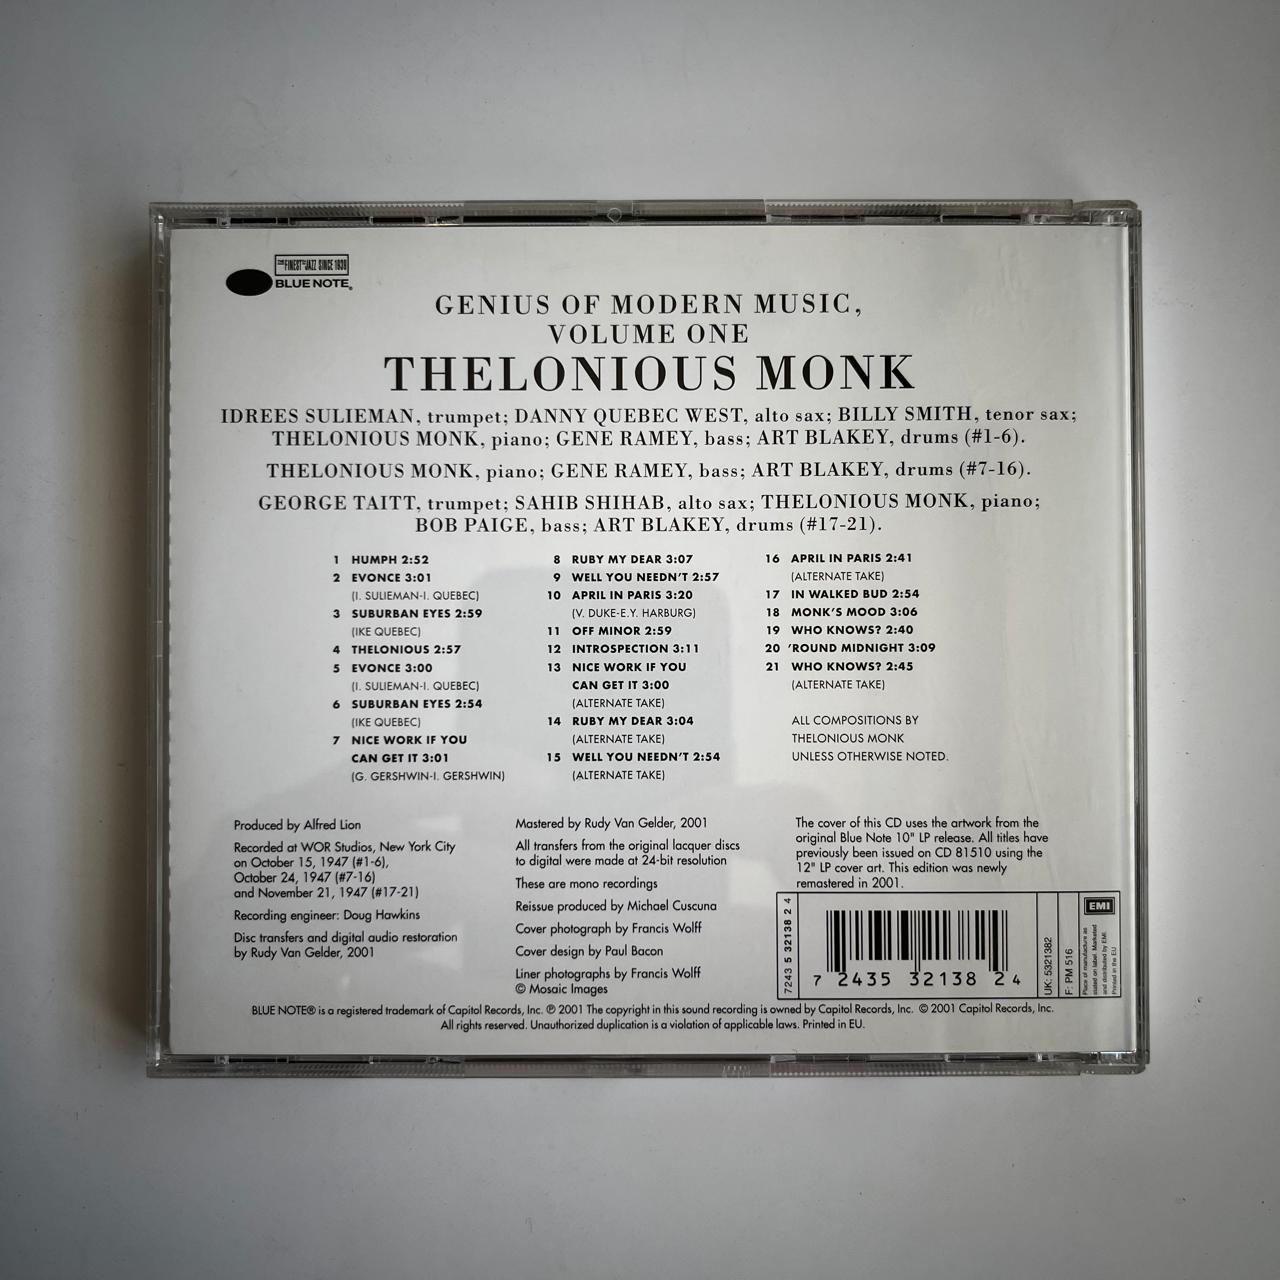 THE FINEST IN JAZZ SINCE 1939
BLUE NOTE®
GENIUS OF MODERN MUSIC,
VOLUME ONE
THELONIOUS MONK
IDREES SULIEMAN, trumpet; DANNY QUEBEC WEST, alto sax; BILLY SMITH, tenor sax;
THELONIOUS MONK, piano; GENE RAMEY, bass; ART BLAKEY, drums (#1-6).
THELONIOUS MONK, piano; GENE RAMEY, bass; ART BLAKEY, drums (#7-16).
GEORGE TAITT, trumpet; SAHIB SHIHAB, alto sax; THELONIOUS MONK, piano;
BOB PAIGE, bass; ART BLAKEY, drums (#17-21).
1 HUMPH 2:52
2 EVONCE 3:01
(I. SULIEMAN-I. QUEBEC)
3 SUBURBAN EYES 2:59
(IKE QUEBEC)
4 THELONIOUS 2:57
5 EVONCE 3:00
(I. SULIEMAN-I. QUEBEC)
6 SUBURBAN EYES 2:54
(IKE QUEBEC)
7 NICE WORK IF YOU
CAN GET IT 3:01
(G. GERSHWIN-I. GERSHWIN)
8 RUBY MY DEAR 3:07
9 WELL YOU NEEDN'T 2:57
10 APRIL IN PARIS 3:20
(V. DUKE-E.Y. HARBURG)
11 OFF MINOR 2:59
12 INTROSPECTION 3:11
13 NICE WORK IF YOU
CAN GET IT 3:00
(ALTERNATE TAKE)
14 RUBY MY DEAR 3:04
(ALTERNATE TAKE)
15 WELL YOU NEEDN'T 2:54
(ALTERNATE TAKE)
16 APRIL IN PARIS 2:41
(ALTERNATE TAKE)
17 IN WALKED BUD 2:54
18 MONK'S MOOD 3:06
19 WHO KNOWS? 2:40
20 'ROUND MIDNIGHT 3:09
21 WHO KNOWS? 2:45
(ALTERNATE TAKE)
ALL COMPOSITIONS BY
THELONIOUS MONK
UNLESS OTHERWISE NOTED.
Produced by Alfred Lion
Recorded at WOR Studios, New York City
on October 15, 1947 (#1-6),
October 24, 1947 (#7-16)
and November 21, 1947 (#17-21)
Recording engineer: Doug Hawkins
Disc transfers and digital audio restoration
by Rudy Van Gelder, 2001
Mastered by Rudy Van Gelder, 2001
All transfers from the original lacquer discs
to digital were made at 24-bit resolution
These are mono recordings
Reissue produced by Michael Cuscuna
Cover photograph by Francis Wolff
Cover design by Paul Bacon
Liner photographs by Francis Wolff
© Mosaic Images
The cover of this CD uses the artwork from the
original Blue Note 10" LP release. All titles have
previously been issued on CD 81510 using the
12" LP cover art. This edition was newly
remastered in 2001.
7243 5 32138 2 4
7 2435 32138 2 4
UK: 5321382
F: PM 516
EMI
Place of manufacture as
stated on label. Marketed
and distributed by EMI.
Printed in the EU
BLUE NOTE® is a registered trademark of Capitol Records, Inc. ℗ 2001 The copyright in this sound recording is owned by Capitol Records, Inc. © 2001 Capitol Records, Inc.
All rights reserved. Unauthorized duplication is a violation of applicable laws. Printed in EU.